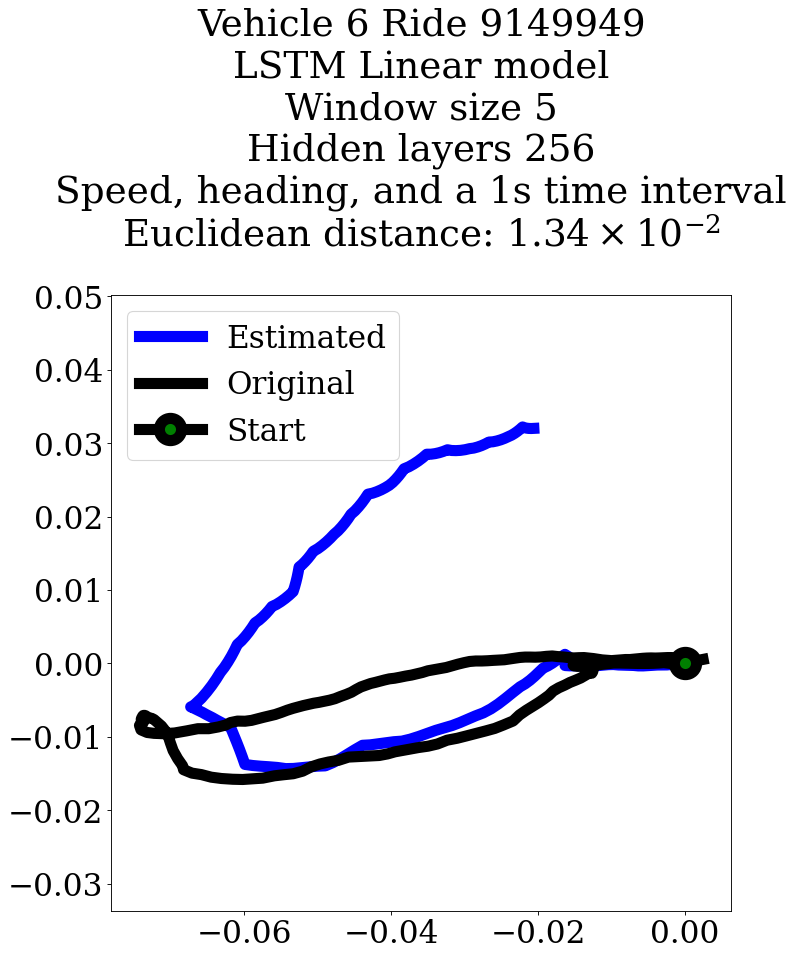 Vehicle 6 Ride 9149949
LSTM Linear model
Window size 5
Hidden layers 256
Speed, heading, and a 1s time interval
Euclidean distance: 1.34 × 10⁻²
0.05
Estimated
0.04
Original
0.03
Start
0.02
0.01
0.00
−0.01
−0.02
−0.03
−0.06 −0.04 −0.02 0.00